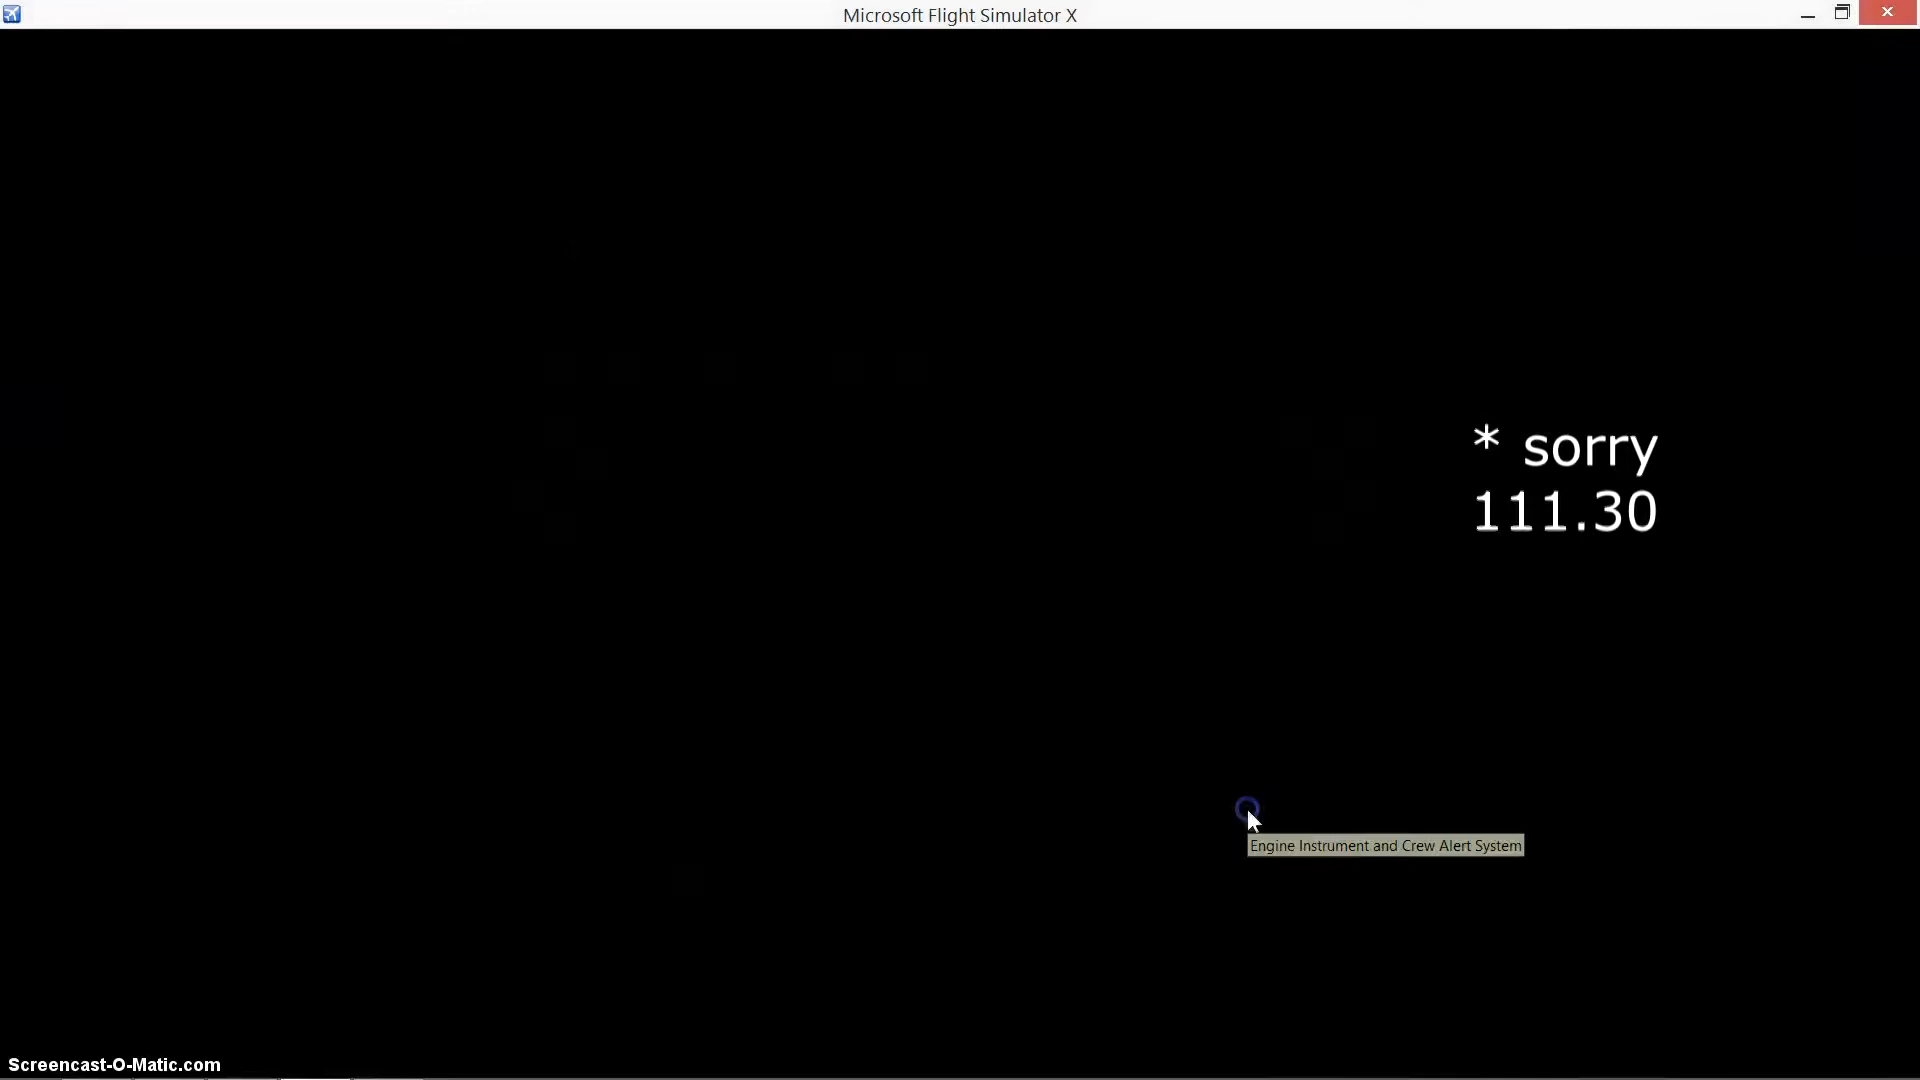 Microsoft Flight Simulator X
* sorry
111.30
Engine Instrument and Crew Alert System
Screencast-O-Matic.com